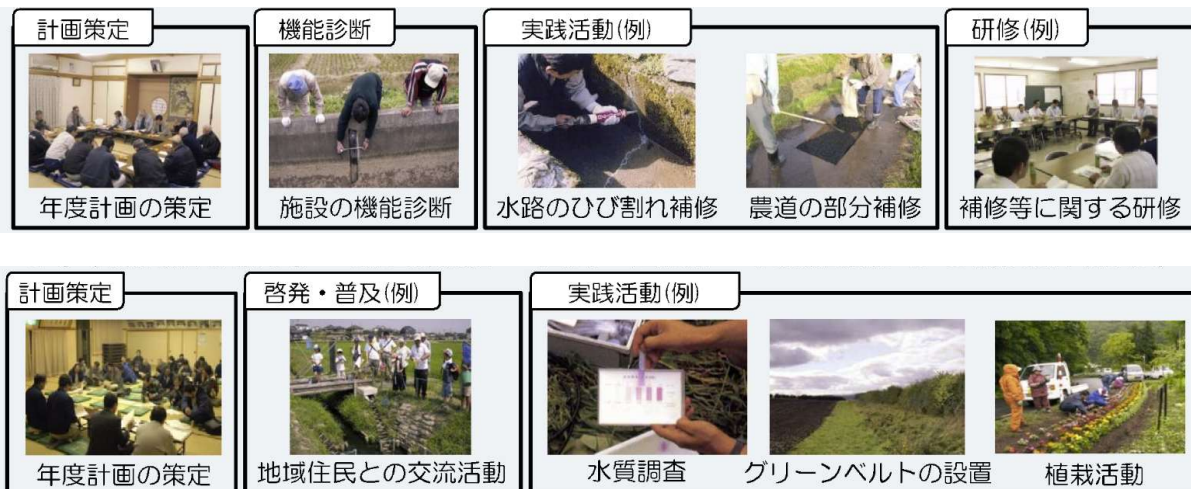 計画策定
機能診断
実践活動(例)
研修(例)
年度計画の策定
施設の機能診断
水路のひび割れ補修
農道の部分補修
補修等に関する研修
計画策定
啓発・普及(例)
実践活動(例)
年度計画の策定
地域住民との交流活動
水質調査
グリーンベルトの設置
植栽活動